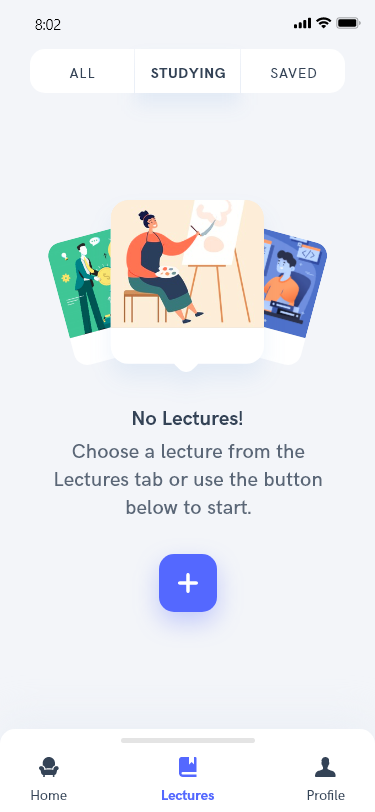 8:02
ALL STUDYING SAVED
No Lectures!
Choose a lecture from the
Lectures tab or use the button
below to start.
Home Lectures Profile